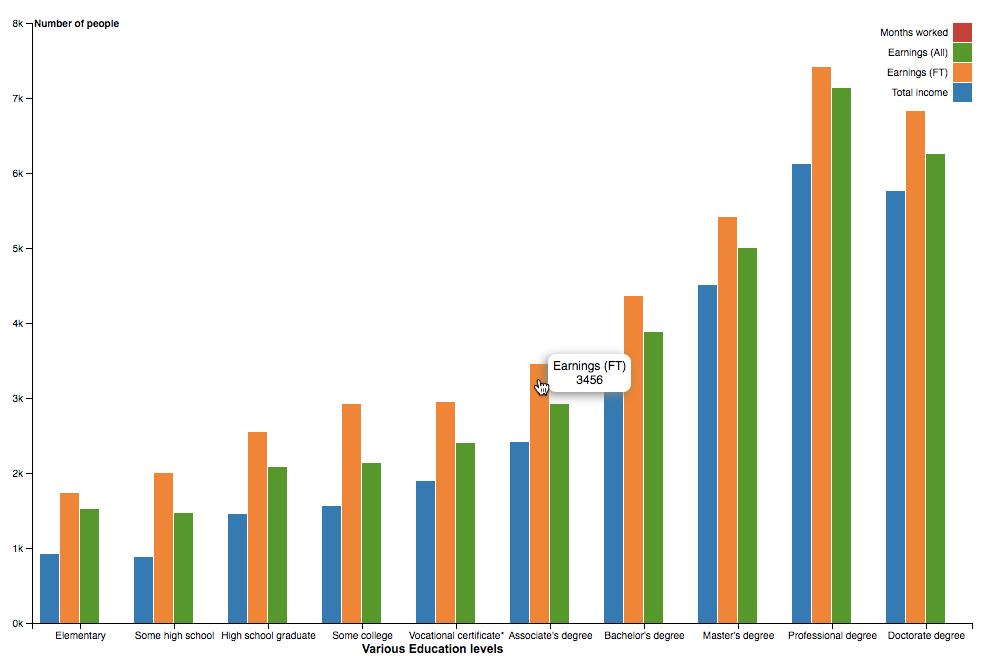 8k
Number of people
7k
6k
5k
4k
3k
2k
1k
0k
Months worked
Earnings (All)
Earnings (FT)
Total income
Earnings (FT)
3456
Elementary
Some high school
High school graduate
Some college
Vocational certificate*
Associate's degree
Bachelor's degree
Master's degree
Professional degree
Doctorate degree
Various Education levels